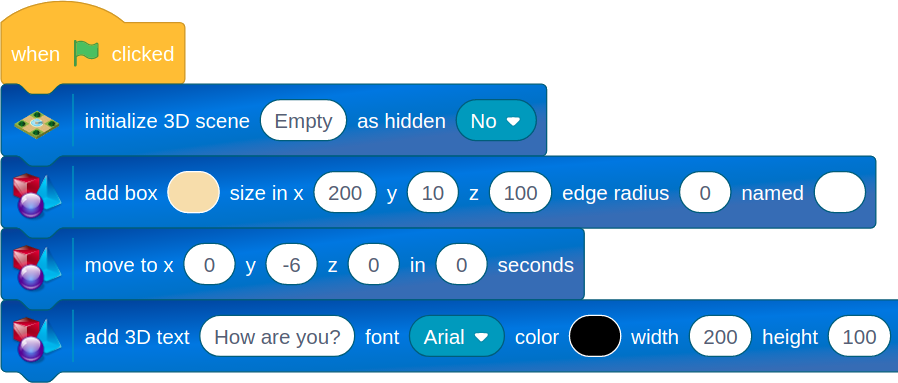 when clicked
initialize 3D scene Empty as hidden No
add box size in x 200 y 10 z 100 edge radius 0 named
move to x 0 y -6 z 0 in 0 seconds
add 3D text How are you? font Arial color width 200 height 100